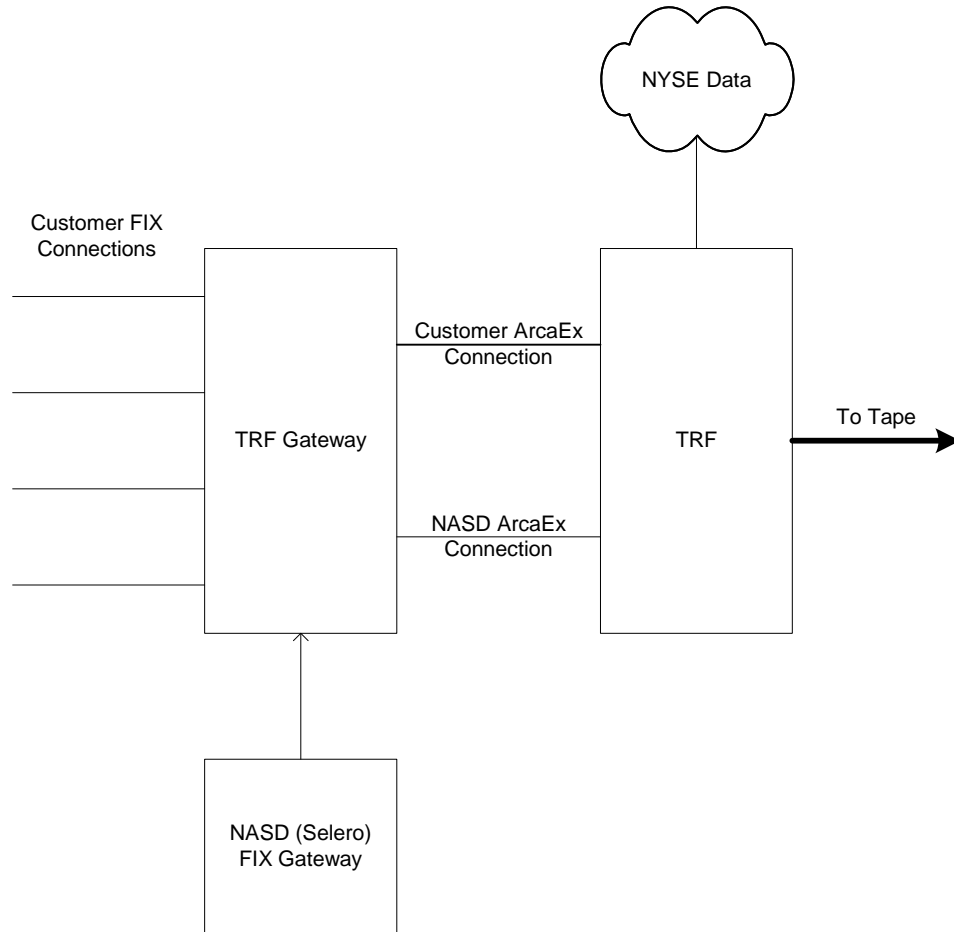 NYSE Data
Customer FIX
Connections
Customer ArcaEx
Connection
TRF Gateway
TRF
To Tape
NASD ArcaEx
Connection
NASD (Selero)
FIX Gateway